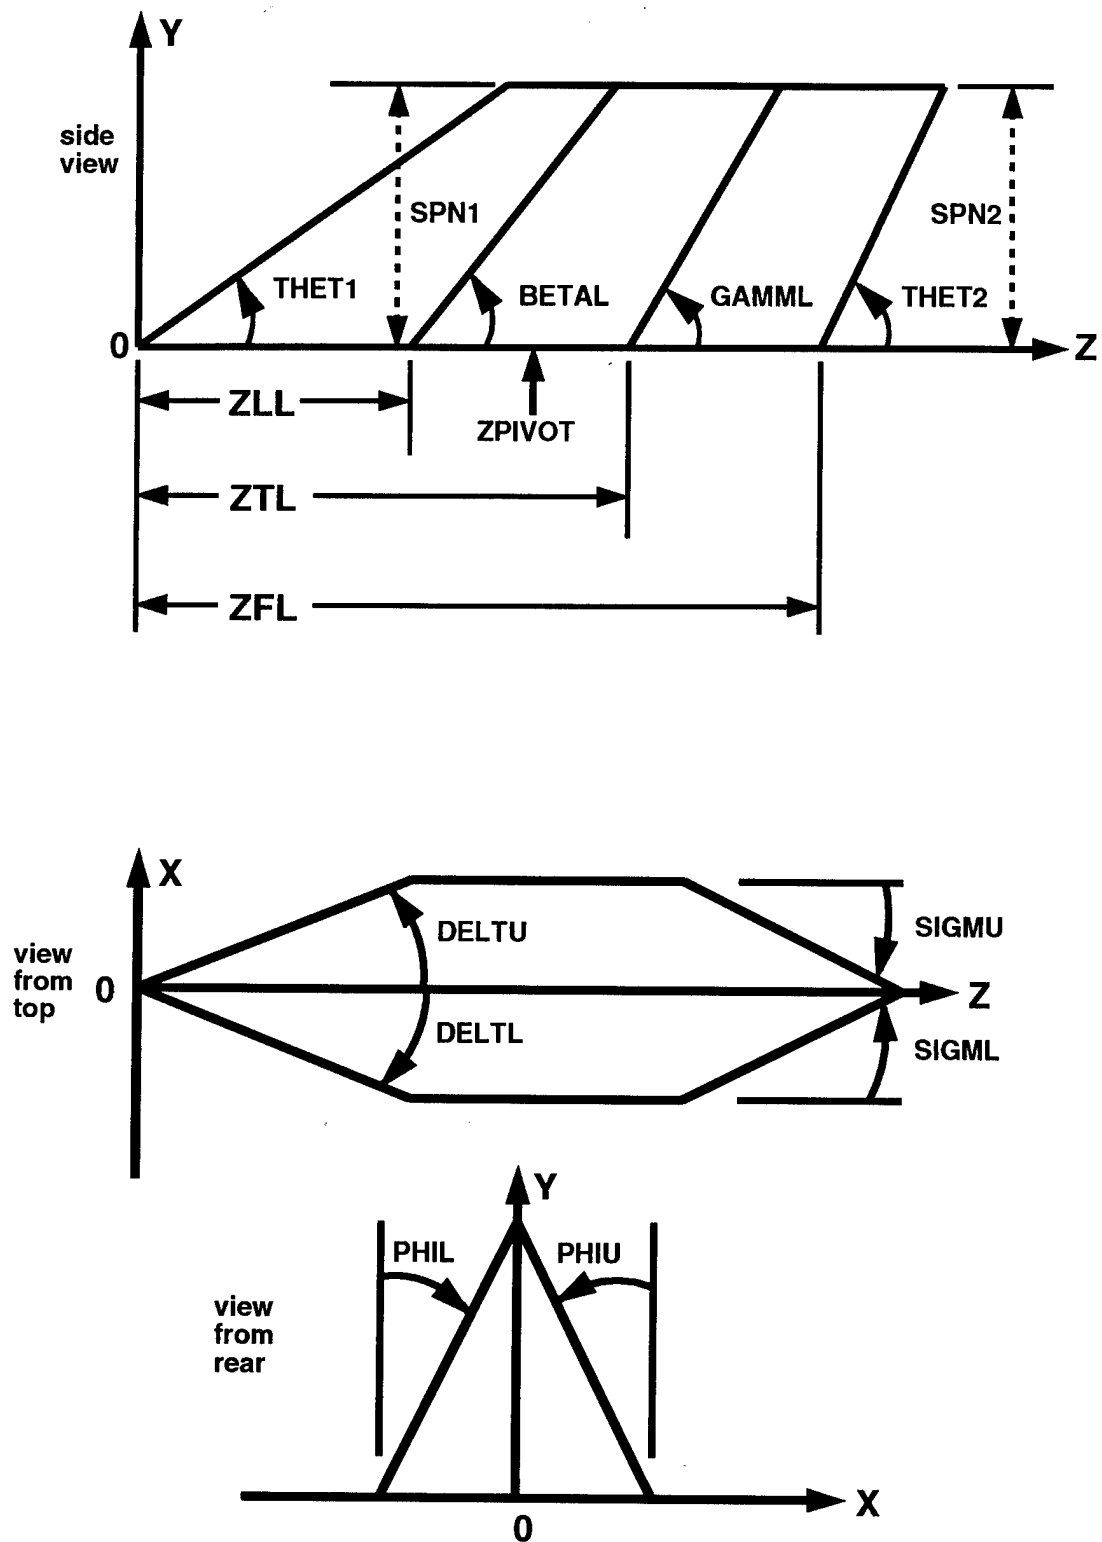 Y
side
view
SPN1
SPN2
THET1
BETAL
GAMML
THET2
0
Z
ZLL
ZPIVOT
ZTL
ZFL
X
DELTU
SIGMU
view
from
top
0
Z
DELTL
SIGML
Y
PHIL
PHIU
view
from
rear
X
0